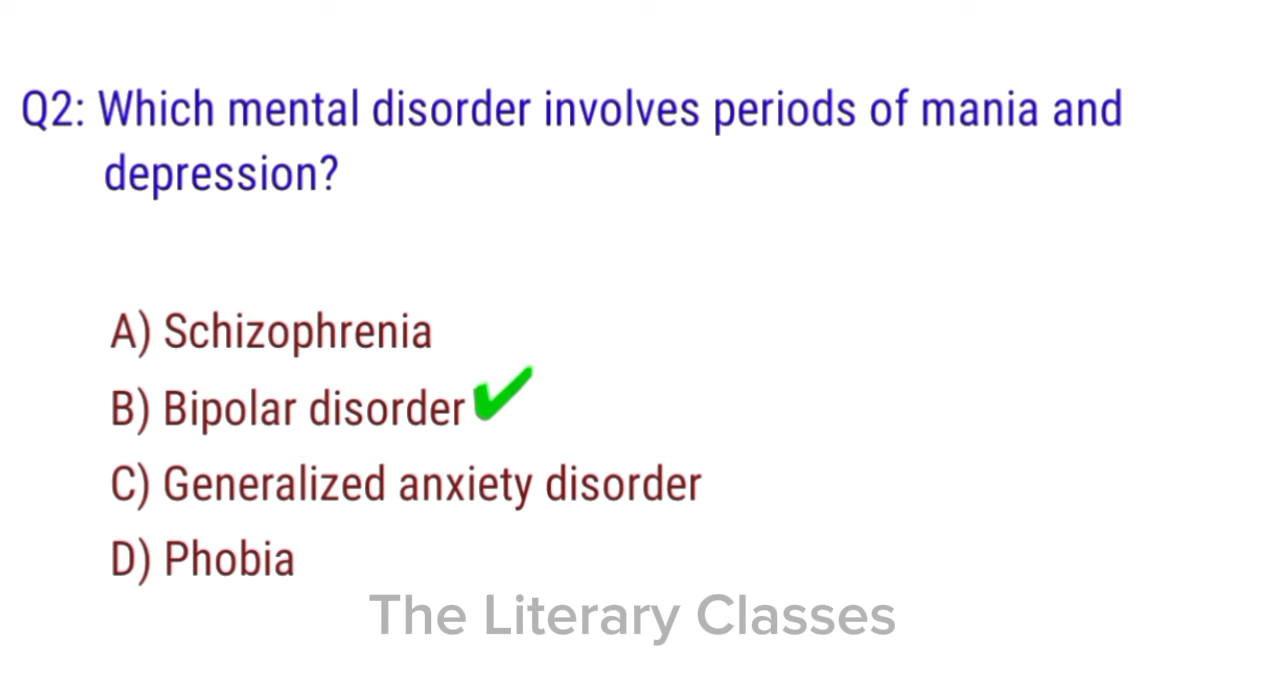 Q2: Which mental disorder involves periods of mania and
depression?
A) Schizophrenia
B) Bipolar disorder
C) Generalized anxiety disorder
D) Phobia
The Literary Classes